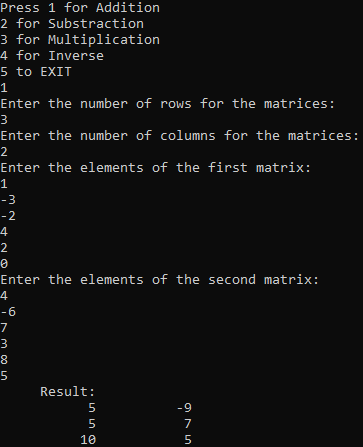 Press 1 for Addition
2 for Substraction
3 for Multiplication
4 for Inverse
5 to EXIT
1
Enter the number of rows for the matrices:
3
Enter the number of columns for the matrices:
2
Enter the elements of the first matrix:
1
-3
-2
4
2
0
Enter the elements of the second matrix:
4
-6
7
3
8
5
Result:
5 -9
5 7
10 5